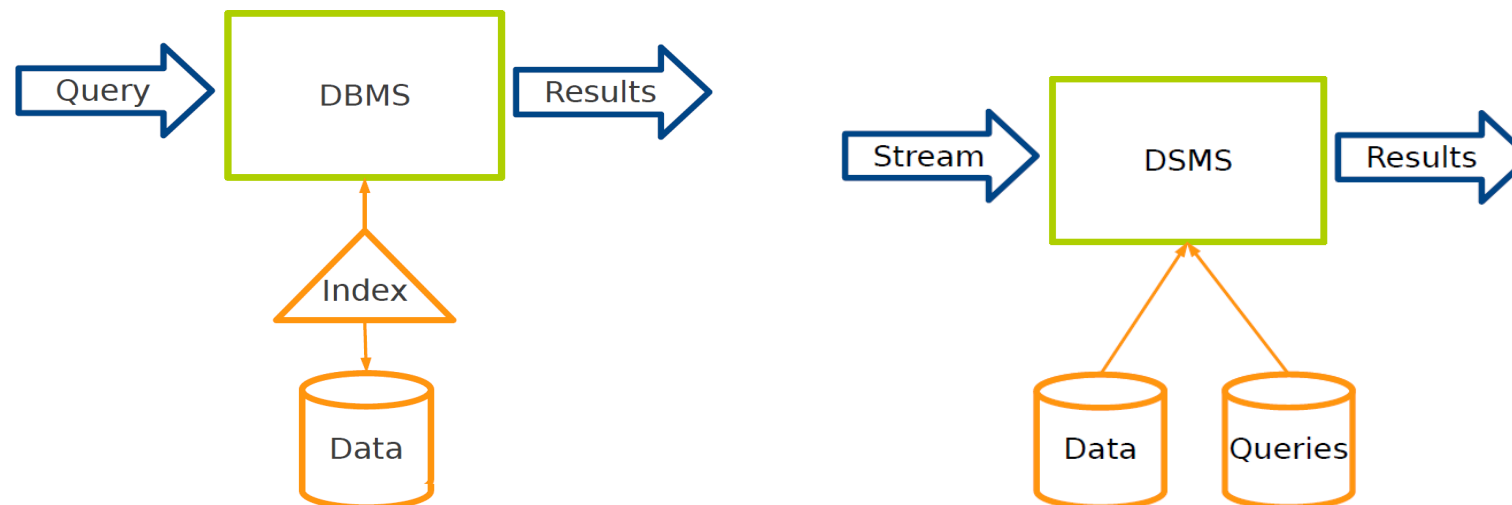 Query
DBMS
Results
Index
Data
Stream
DSMS
Results
Data
Queries